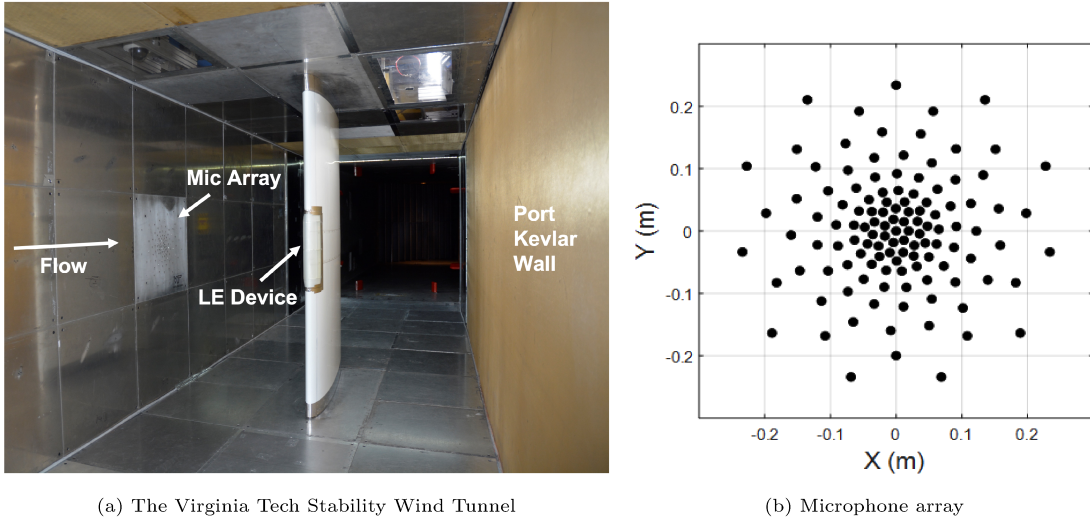 Mic Array
Flow
LE Device
Port
Kevlar
Wall
0.2
0.1
0
-0.1
-0.2
Y (m)
-0.2
-0.1
0
0.1
0.2
X (m)
(a) The Virginia Tech Stability Wind Tunnel
(b) Microphone array